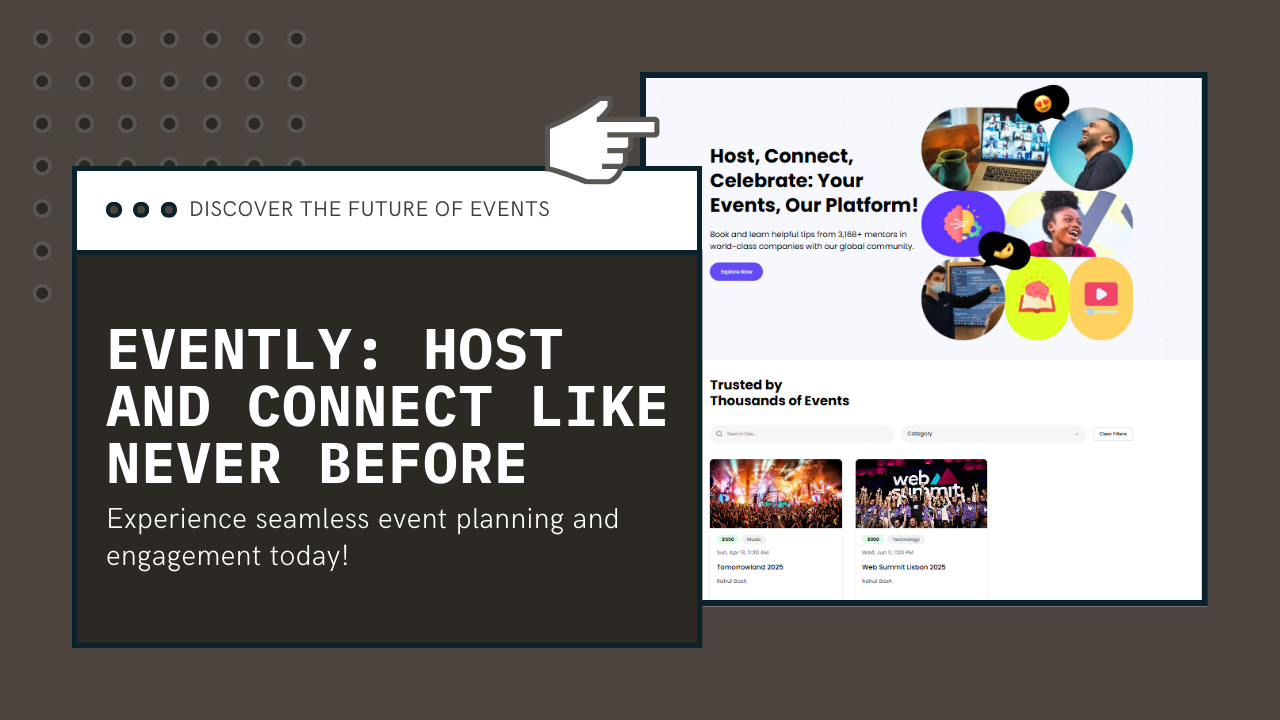 DISCOVER THE FUTURE OF EVENTS
EVENTLY: HOST
AND CONNECT LIKE
NEVER BEFORE
Experience seamless event planning and
engagement today!
Host, Connect,
Celebrate: Your
Events, Our Platform!
Book and learn helpful tips from 3,168+ mentors in
world-class companies with our global community.
Explore Now
Trusted by
Thousands of Events
Search title...
Category
Clear Filters
web
summit
Music
Technology
Sun, Apr 13, 11:30 AM
Wed, Jun 11, 1:00 PM
Tomorrowland 2025
Web Summit Lisbon 2025
Rahul Gosh
Rahul Gosh